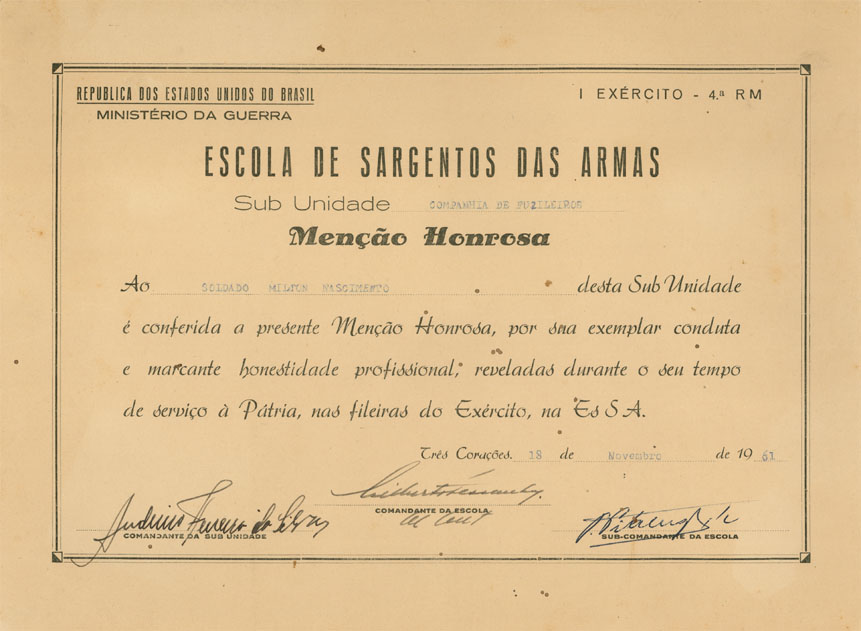 REPUBLICA DOS ESTADOS UNIDOS DO BRASIL
MINISTÉRIO DA GUERRA
I EXÉRCITO - 4.ª RM
ESCOLA DE SARGENTOS DAS ARMAS
Sub Unidade COMPANHIA DE FUZILEIROS
Menção Honrosa
Ao SOLDADO MILTON NASCIMENTO desta Sub Unidade
é conferida a presente Menção Honrosa, por sua exemplar conduta
e marcante honestidade profissional, reveladas durante o seu tempo
de serviço à Pátria, nas fileiras do Exército, na Es S A.
Três Corações, 18 de Novembro de 19 61
COMANDANTE DA SUB UNIDADE
COMANDANTE DA ESCOLA
SUB-COMANDANTE DA ESCOLA